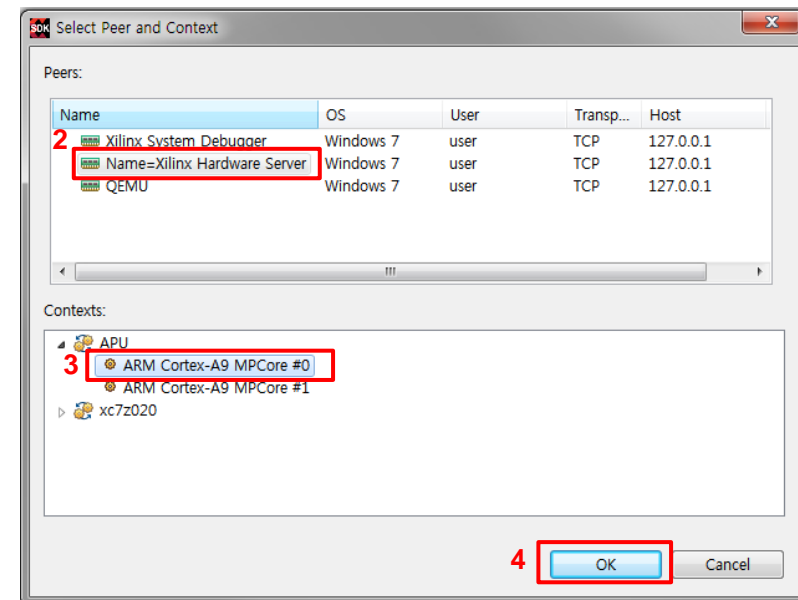 SDK Select Peer and Context
Peers:
Name OS User Transp... Host
2 Xilinx System Debugger Windows 7 user TCP 127.0.0.1
Name=Xilinx Hardware Server Windows 7 user TCP 127.0.0.1
QEMU Windows 7 user TCP 127.0.0.1
Contexts:
APU
3 ARM Cortex-A9 MPCore #0
ARM Cortex-A9 MPCore #1
xc7z020
4 OK Cancel